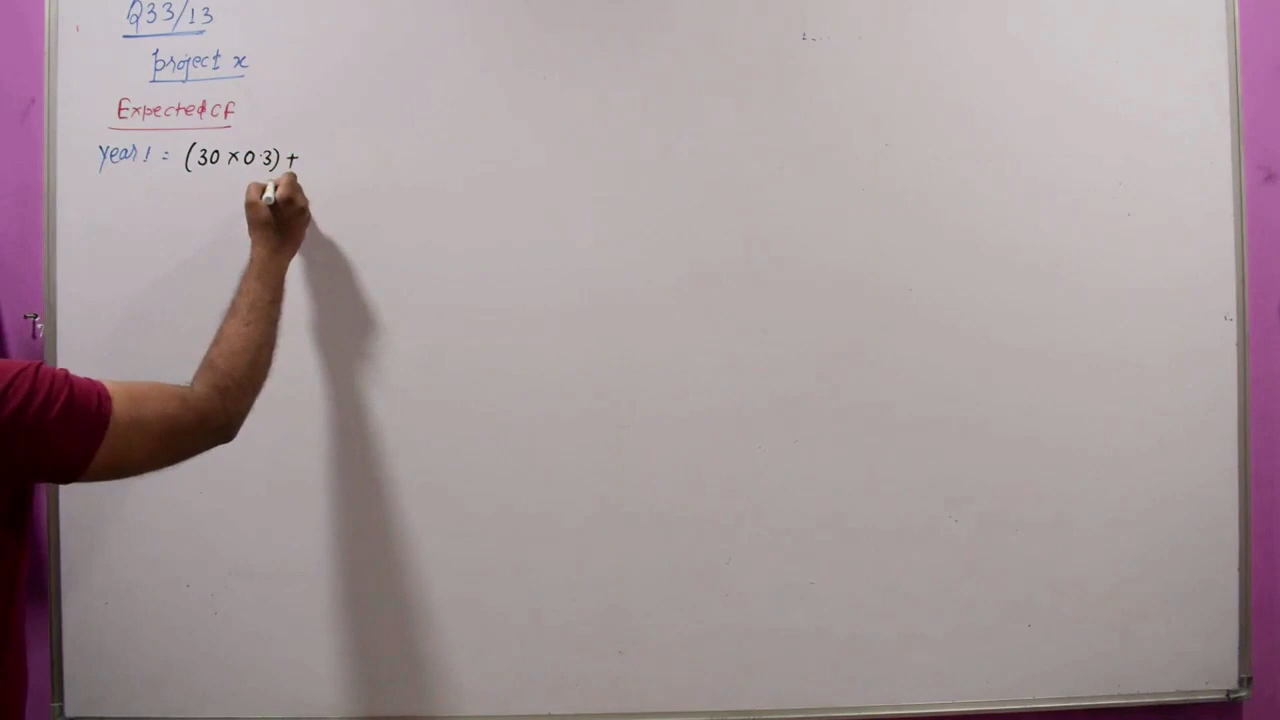 Q33/13
project x
Expected CF
year 1 = (30 × 0.3) +